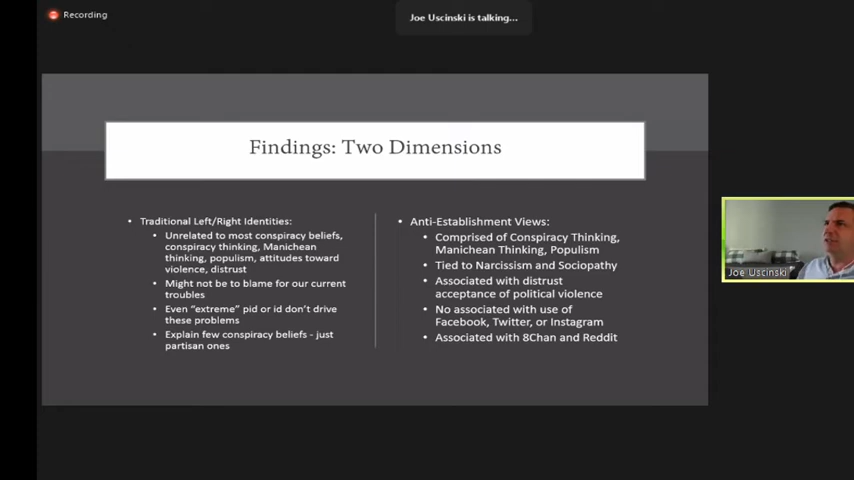 Recording
Joe Uscinski is talking...
Findings: Two Dimensions
• Traditional Left/Right Identities:
• Unrelated to most conspiracy beliefs,
conspiracy thinking, Manichean
thinking, populism, attitudes toward
violence, distrust
• Might not be to blame for our current
troubles
• Even “extreme” pid or id don’t drive
these problems
• Explain few conspiracy beliefs - just
partisan ones
• Anti-Establishment Views:
• Comprised of Conspiracy Thinking,
Manichean Thinking, Populism
• Tied to Narcissism and Sociopathy
• Associated with distrust
acceptance of political violence
• No associated with use of
Facebook, Twitter, or Instagram
• Associated with 8Chan and Reddit
Joe Uscinski